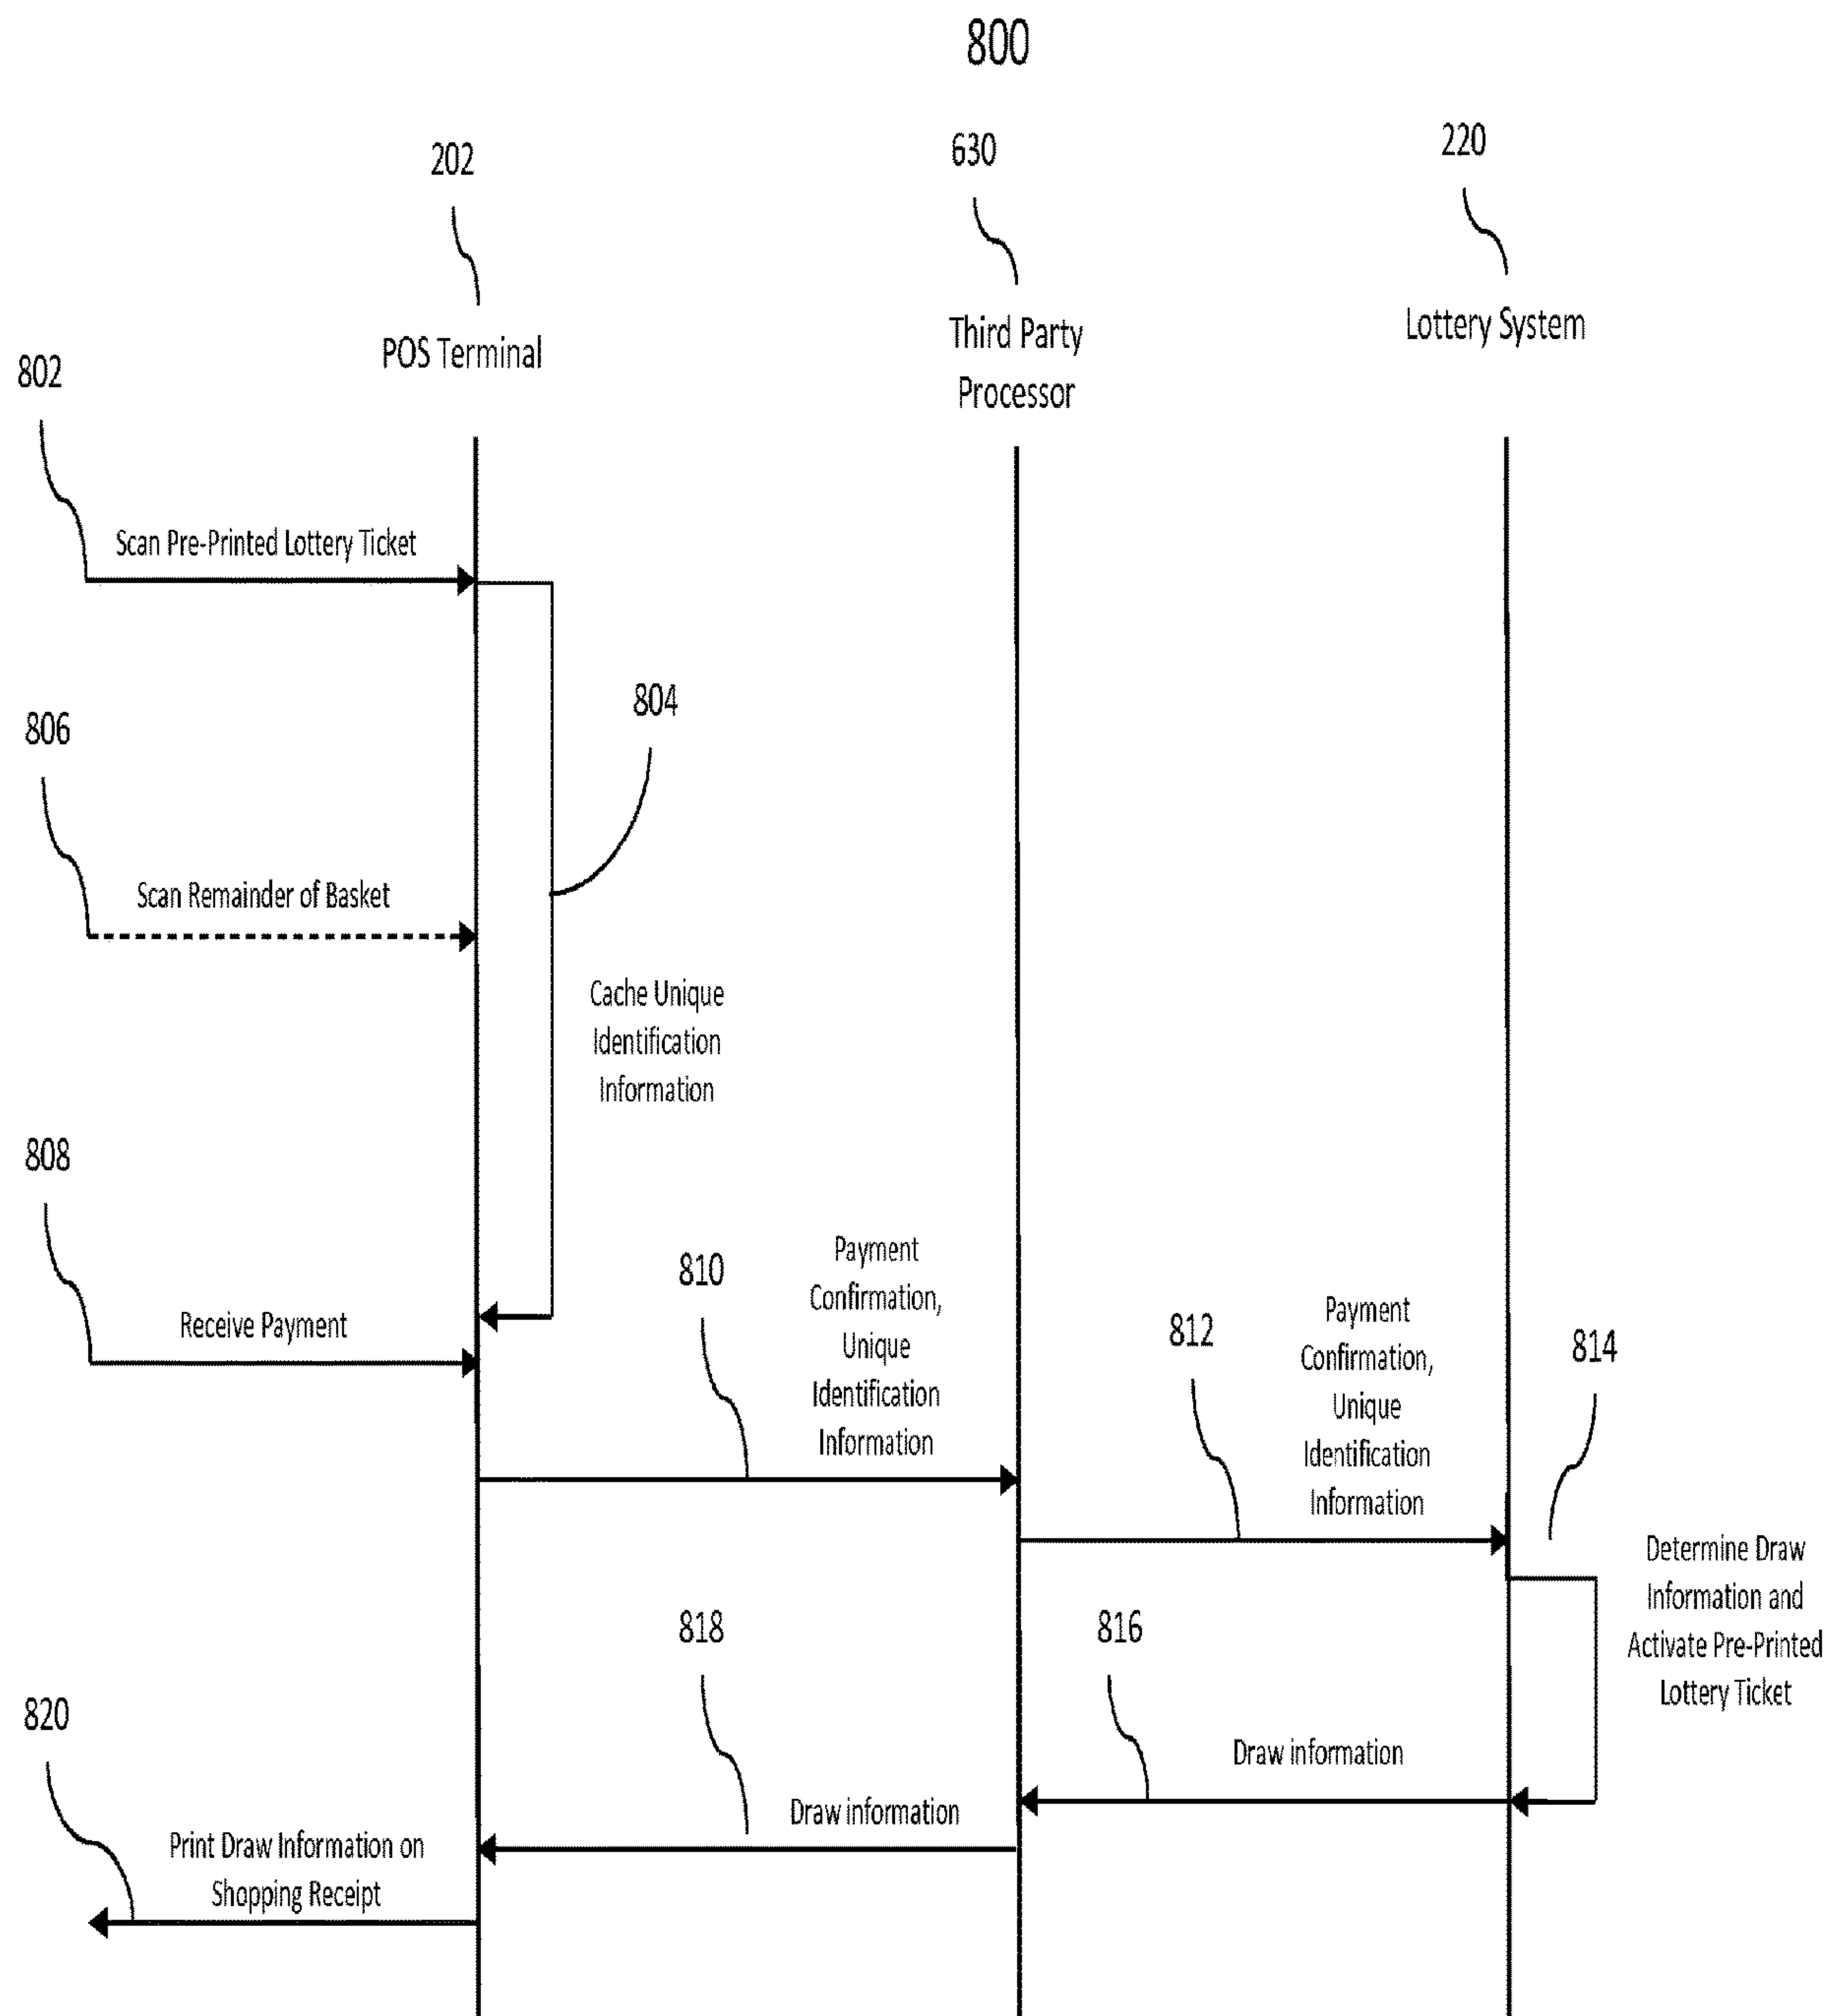 800
202
630
220
POS Terminal
Third Party
Processor
Lottery System
802
Scan Pre-Printed Lottery Ticket
804
806
Scan Remainder of Basket
Cache Unique
Identification
Information
808
Receive Payment
810
Payment
Confirmation,
Unique
Identification
Information
812
Payment
Confirmation,
Unique
Identification
Information
814
Determine Draw
Information and
Activate Pre-Printed
Lottery Ticket
816
Draw information
818
Draw information
820
Print Draw Information on
Shopping Receipt